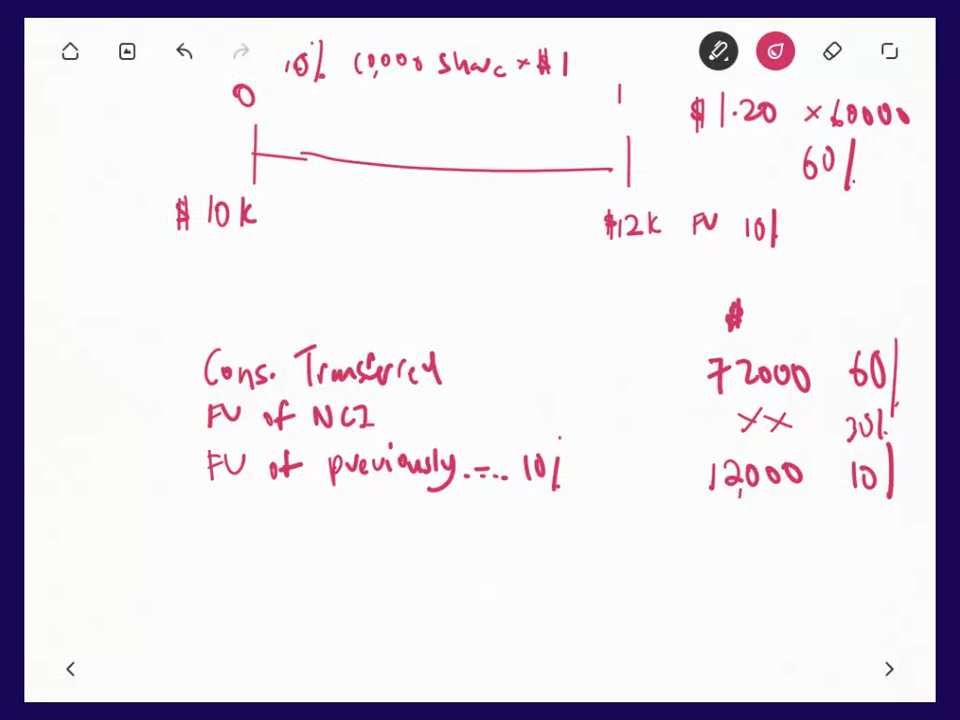 10% 10,000 share × $1
0
1
$1.20 × 60000
60%
$10k
$12k FV 10%
$
Cons. Transferred 72000 60%
FV of NCI ×× 30%
FV of previously.... 10% 12,000 10%